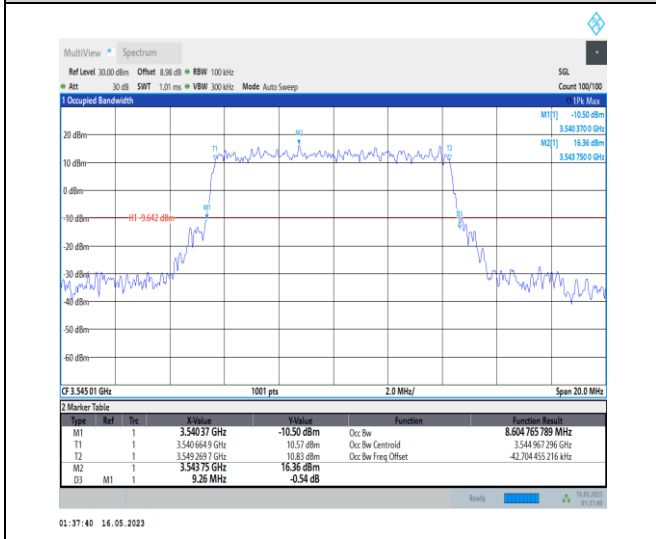 MultiView Spectrum
Ref Level 30.00 dBm Offset 8.98 dB RBW 100 kHz SGL
Att 30 dB SWT 1.01 ms VBW 300 kHz Mode Auto Sweep Count 100/100
1 Occupied Bandwidth 1Pk Max
M1[1] -10.50 dBm
3.540 370 0 GHz
M2[1] 16.36 dBm
3.543 750 0 GHz
20 dBm
M2
T1 T2
10 dBm
0 dBm
M1
-10 dBm
H1 -9.642 dBm
D3
-20 dBm
-30 dBm
-40 dBm
-50 dBm
-60 dBm
CF 3.545 01 GHz 1001 pts 2.0 MHz/ Span 20.0 MHz
2 Marker Table
Type Ref Trc X-Value Y-Value Function Function Result
M1 1 3.540 37 GHz -10.50 dBm Occ Bw 8.604 765 789 MHz
T1 1 3.540 664 9 GHz 10.57 dBm Occ Bw Centroid 3.544 967 296 GHz
T2 1 3.549 269 7 GHz 10.83 dBm Occ Bw Freq Offset -42.704 455 216 kHz
M2 1 3.543 75 GHz 16.36 dBm
D3 M1 1 9.26 MHz -0.54 dB
Ready 16.05.2023
01:37:40
01:37:40 16.05.2023